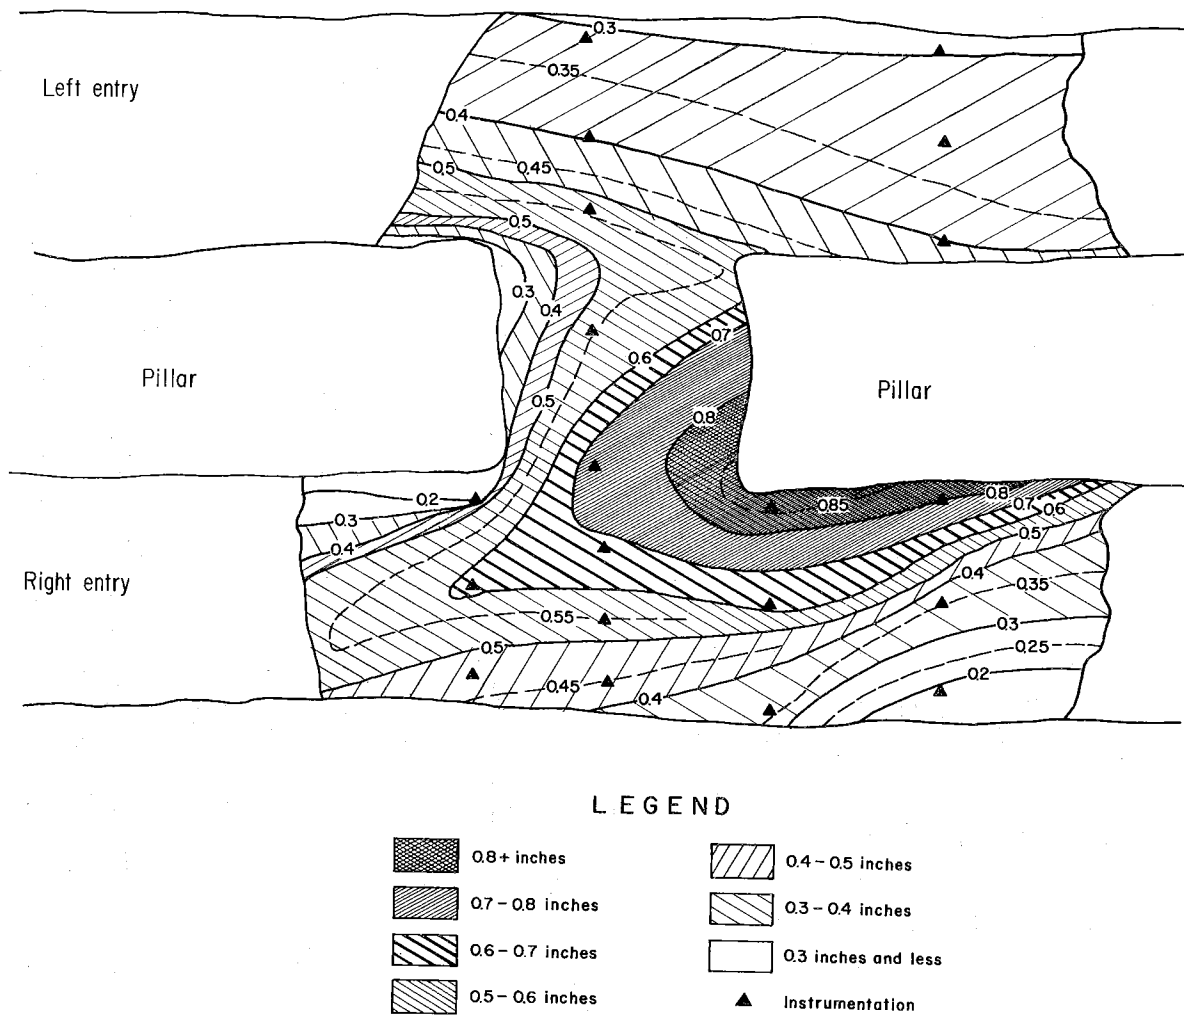 0.3
0.35
Left entry
0.4
0.45
0.5
0.5
0.3
0.4
0.7
0.6
Pillar
Pillar
0.5
0.8
0.2
0.8
0.85
0.7
0.6
0.3
0.5
0.4
0.4
Right entry
0.35
0.55
0.3
0.5
0.25
0.2
0.45
0.4
LEGEND
0.8+ inches
0.4-0.5 inches
0.7-0.8 inches
0.3-0.4 inches
0.6-0.7 inches
0.3 inches and less
0.5-0.6 inches
Instrumentation